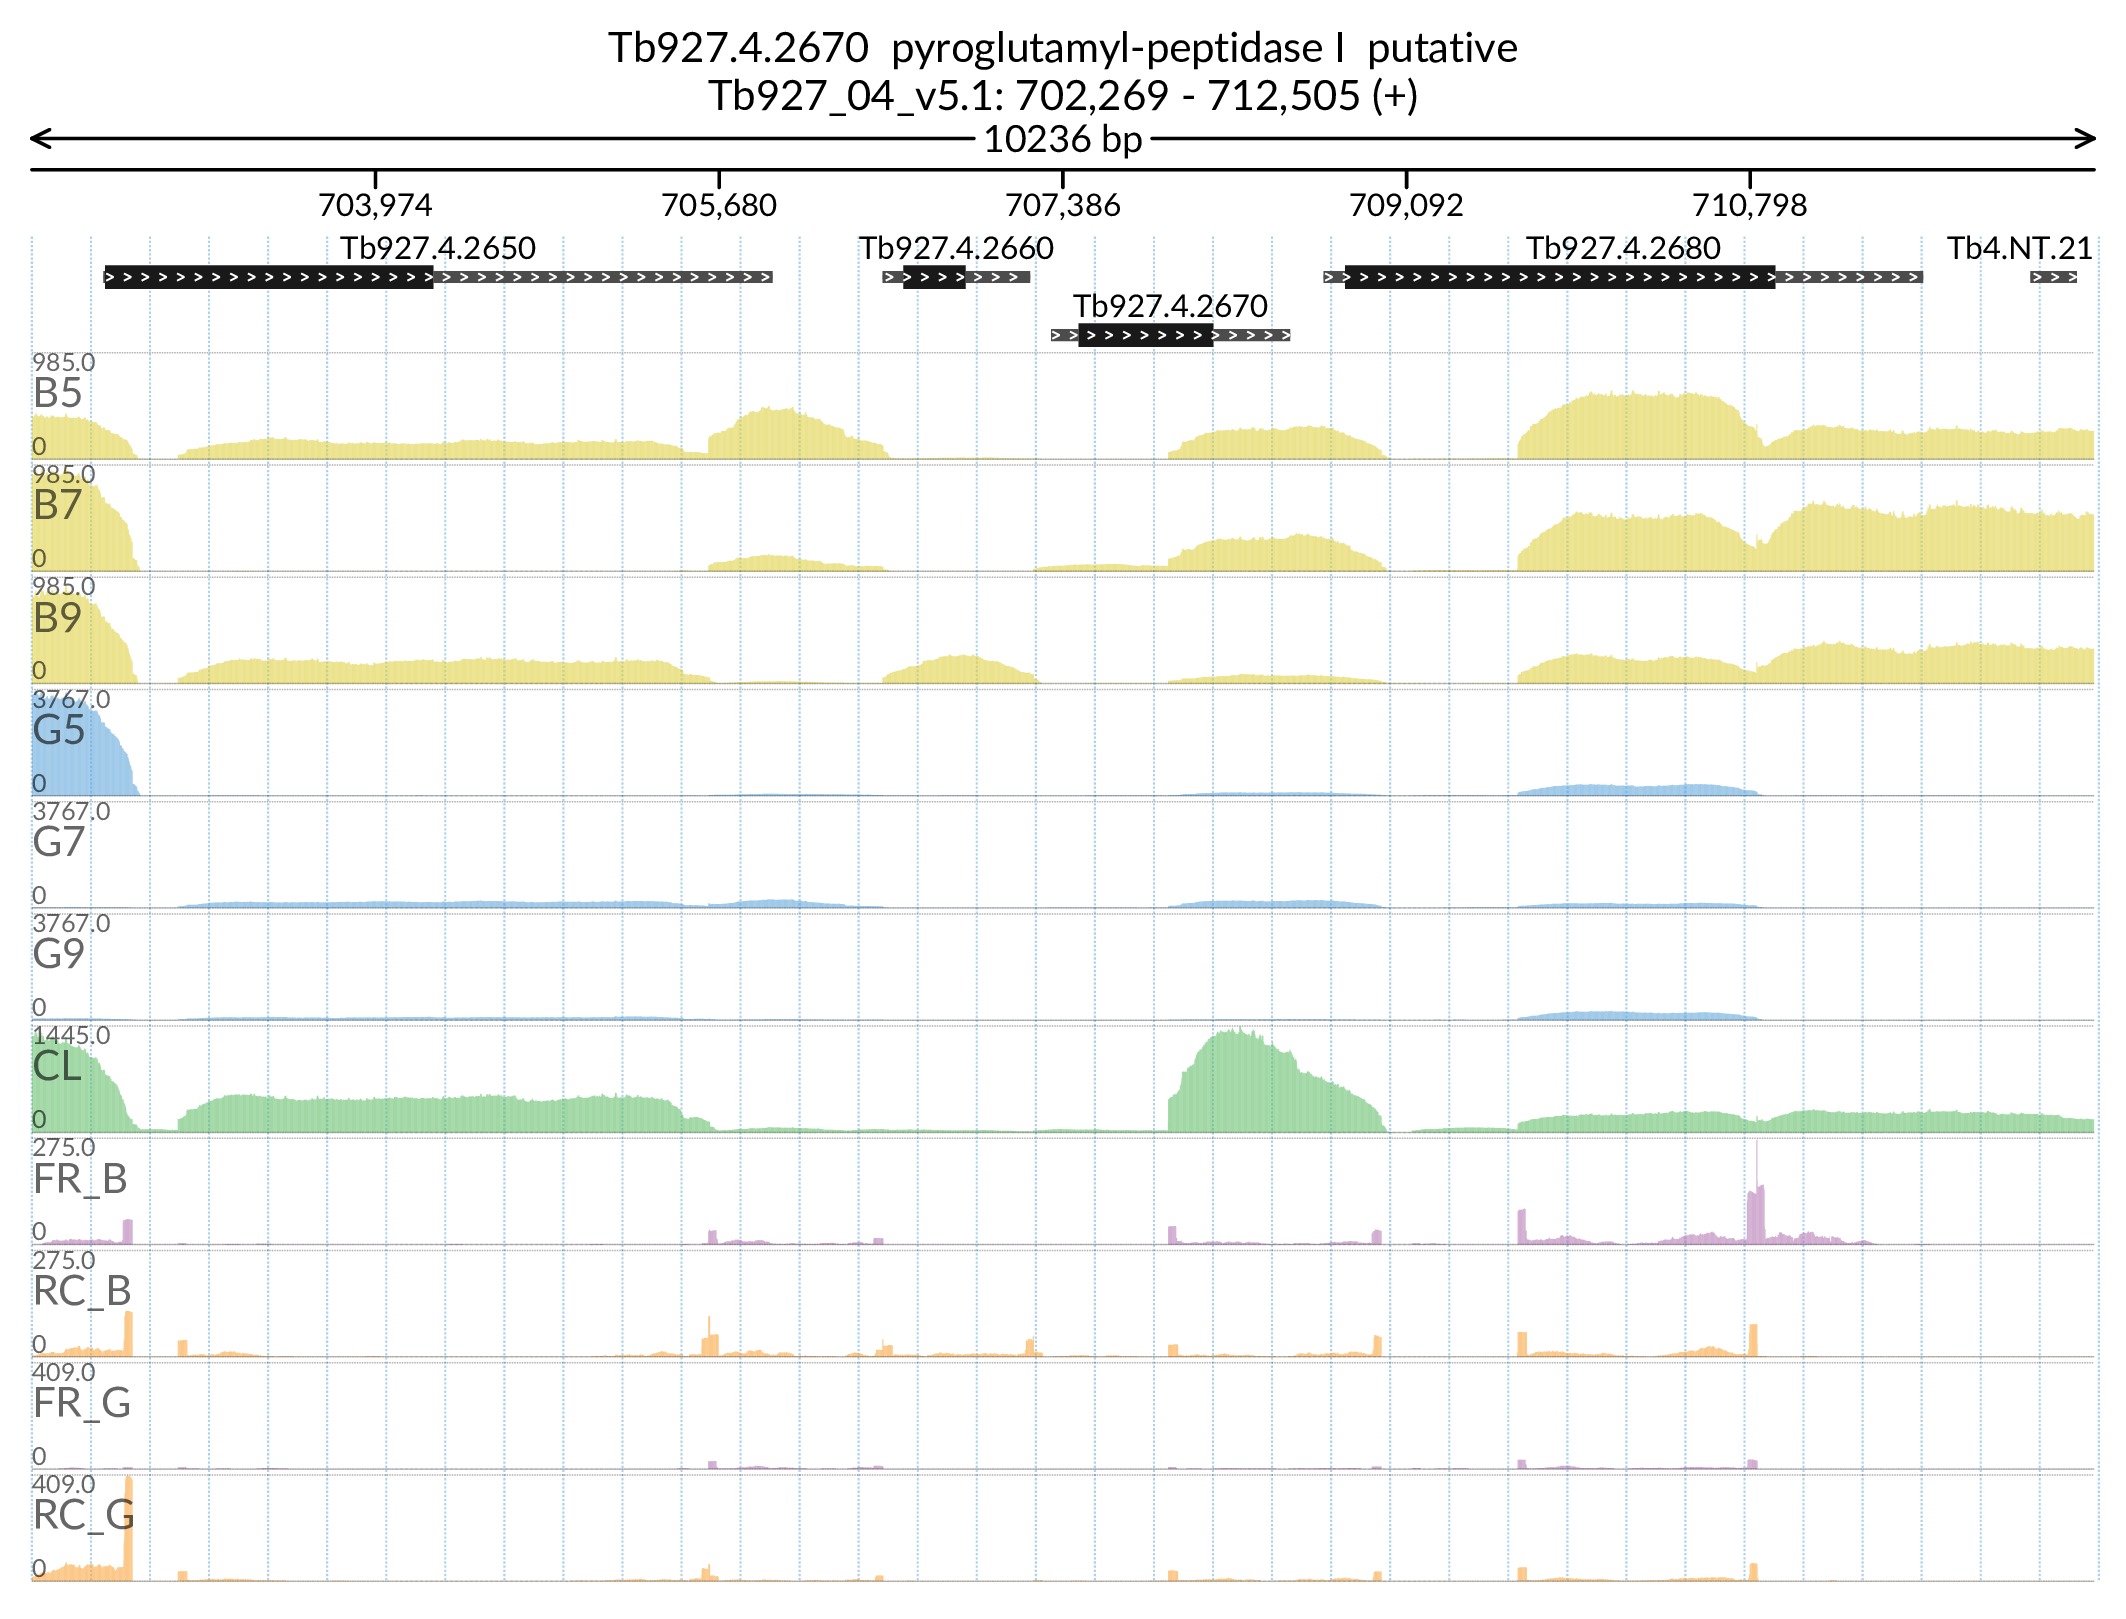 Tb927.4.2670 pyroglutamyl-peptidase I putative
Tb927_04_v5.1: 702,269 - 712,505 (+)
10236 bp
703,974 705,680 707,386 709,092 710,798
Tb927.4.2650 Tb927.4.2660 Tb927.4.2680 Tb4.NT.21
Tb927.4.2670
985.0
B5
0
985.0
B7
0
985.0
B9
0
3767.0
G5
0
3767.0
G7
0
3767.0
G9
0
1445.0
CL
0
275.0
FR_B
0
275.0
RC_B
0
409.0
FR_G
0
409.0
RC_G
0